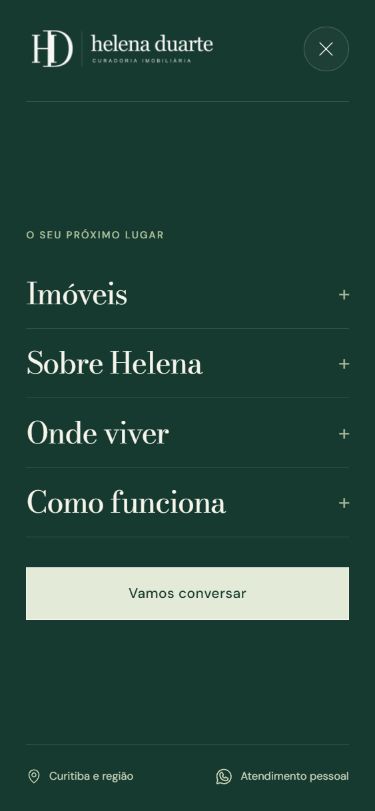 HD helena duarte
CURADORIA IMOBILIÁRIA
O SEU PRÓXIMO LUGAR
Imóveis +
Sobre Helena +
Onde viver +
Como funciona +
Vamos conversar
Curitiba e região
Atendimento pessoal